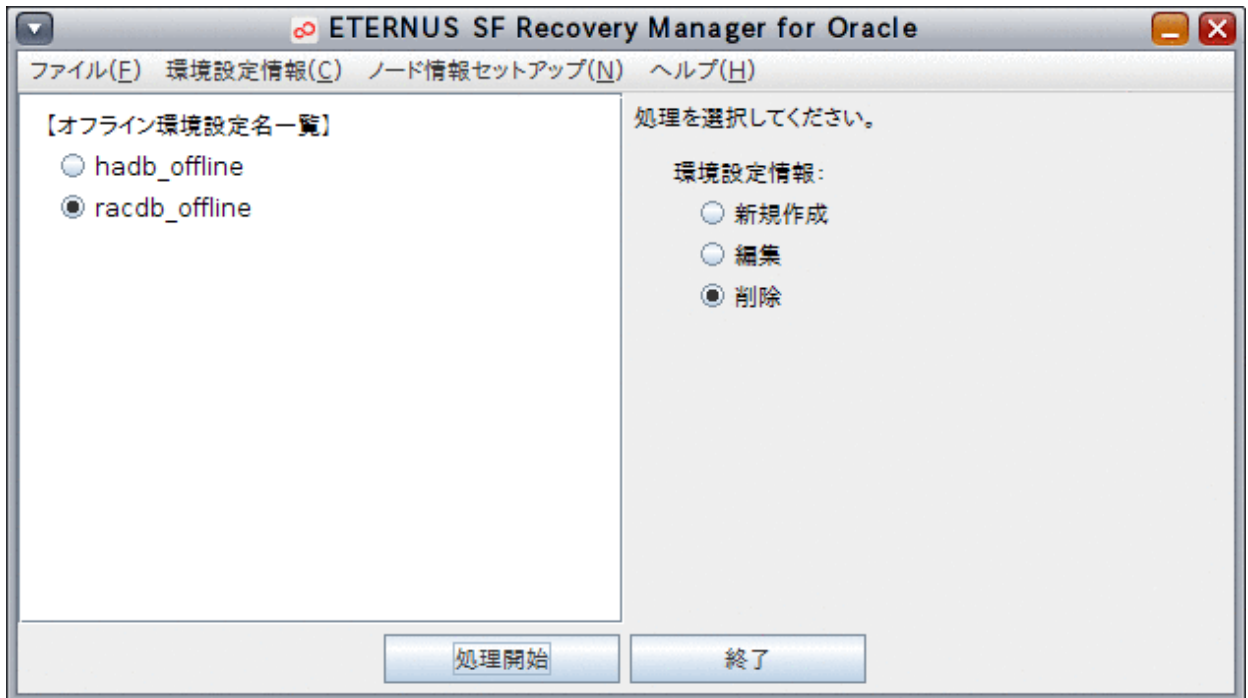 ETERNUS SF Recovery Manager for Oracle
ファイル(F) 環境設定情報(C) ノード情報セットアップ(N) ヘルプ(H)
【オフライン環境設定名一覧】
hadb_offline
racdb_offline
処理を選択してください。
環境設定情報:
新規作成
編集
削除
処理開始 終了